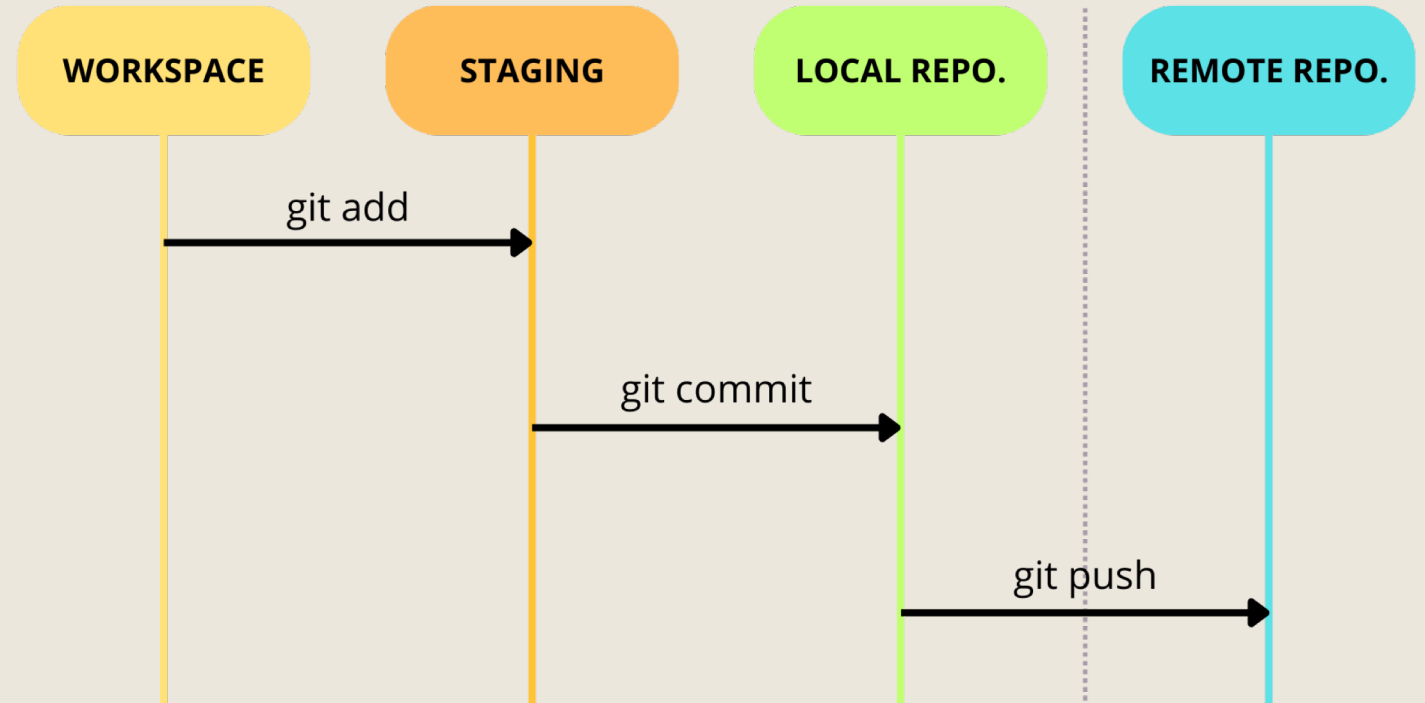 WORKSPACE
STAGING
LOCAL REPO.
REMOTE REPO.
git add
git commit
git push